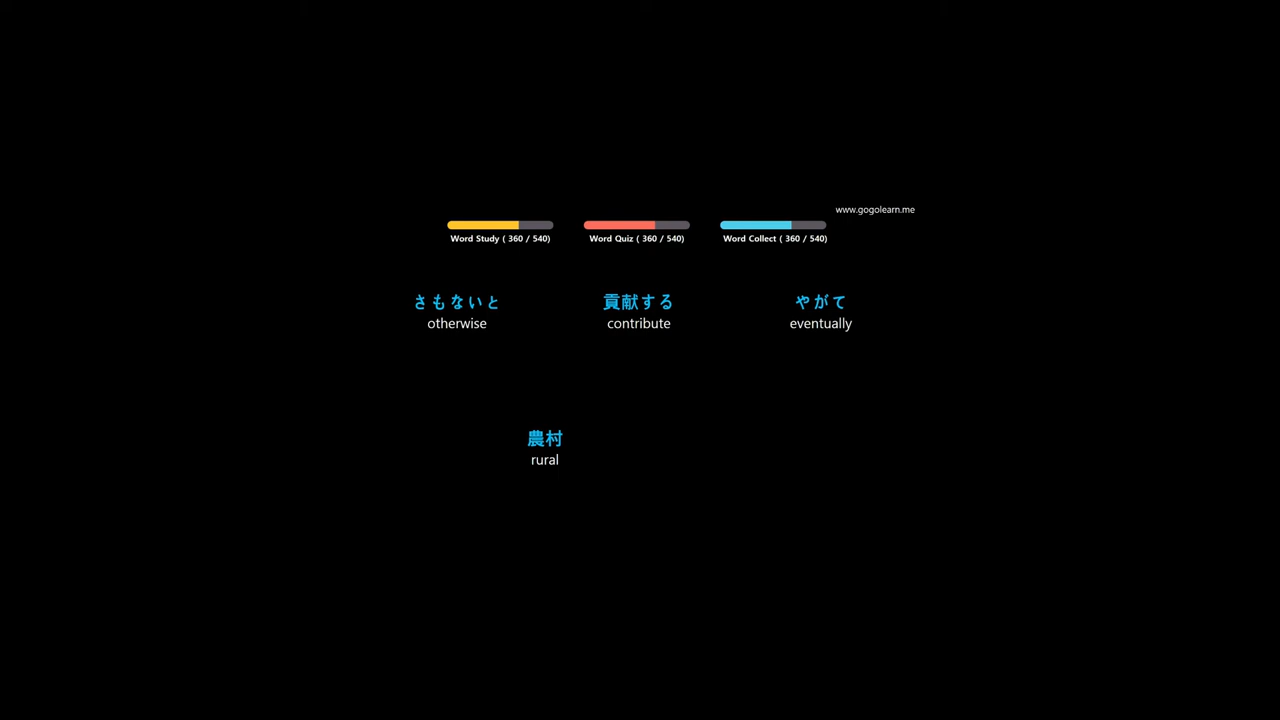 www.gogolearn.me
Word Study ( 360 / 540) Word Quiz ( 360 / 540) Word Collect ( 360 / 540)
さもないと 貢献する やがて
otherwise contribute eventually
農村
rural